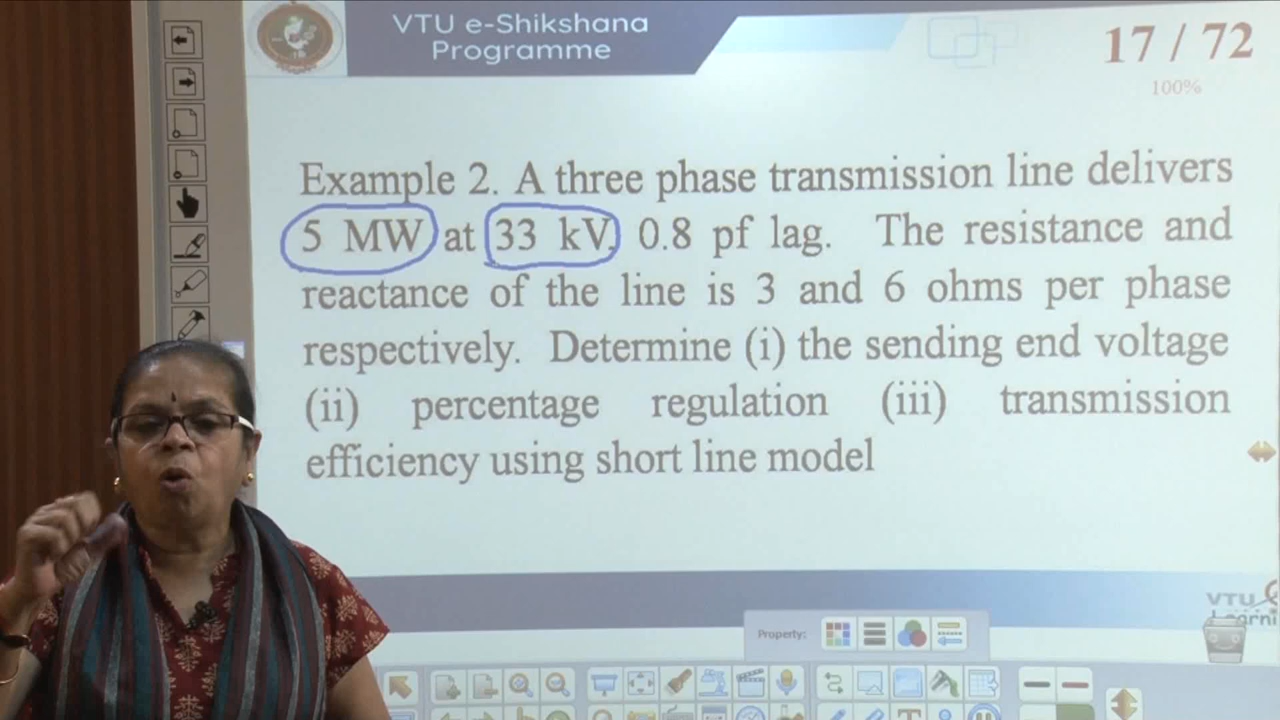 VTU e-Shikshana
Programme
17 / 72
100%
Example 2. A three phase transmission line delivers
5 MW at 33 kV, 0.8 pf lag. The resistance and
reactance of the line is 3 and 6 ohms per phase
respectively. Determine (i) the sending end voltage
(ii) percentage regulation (iii) transmission
efficiency using short line model
VTU
Property: